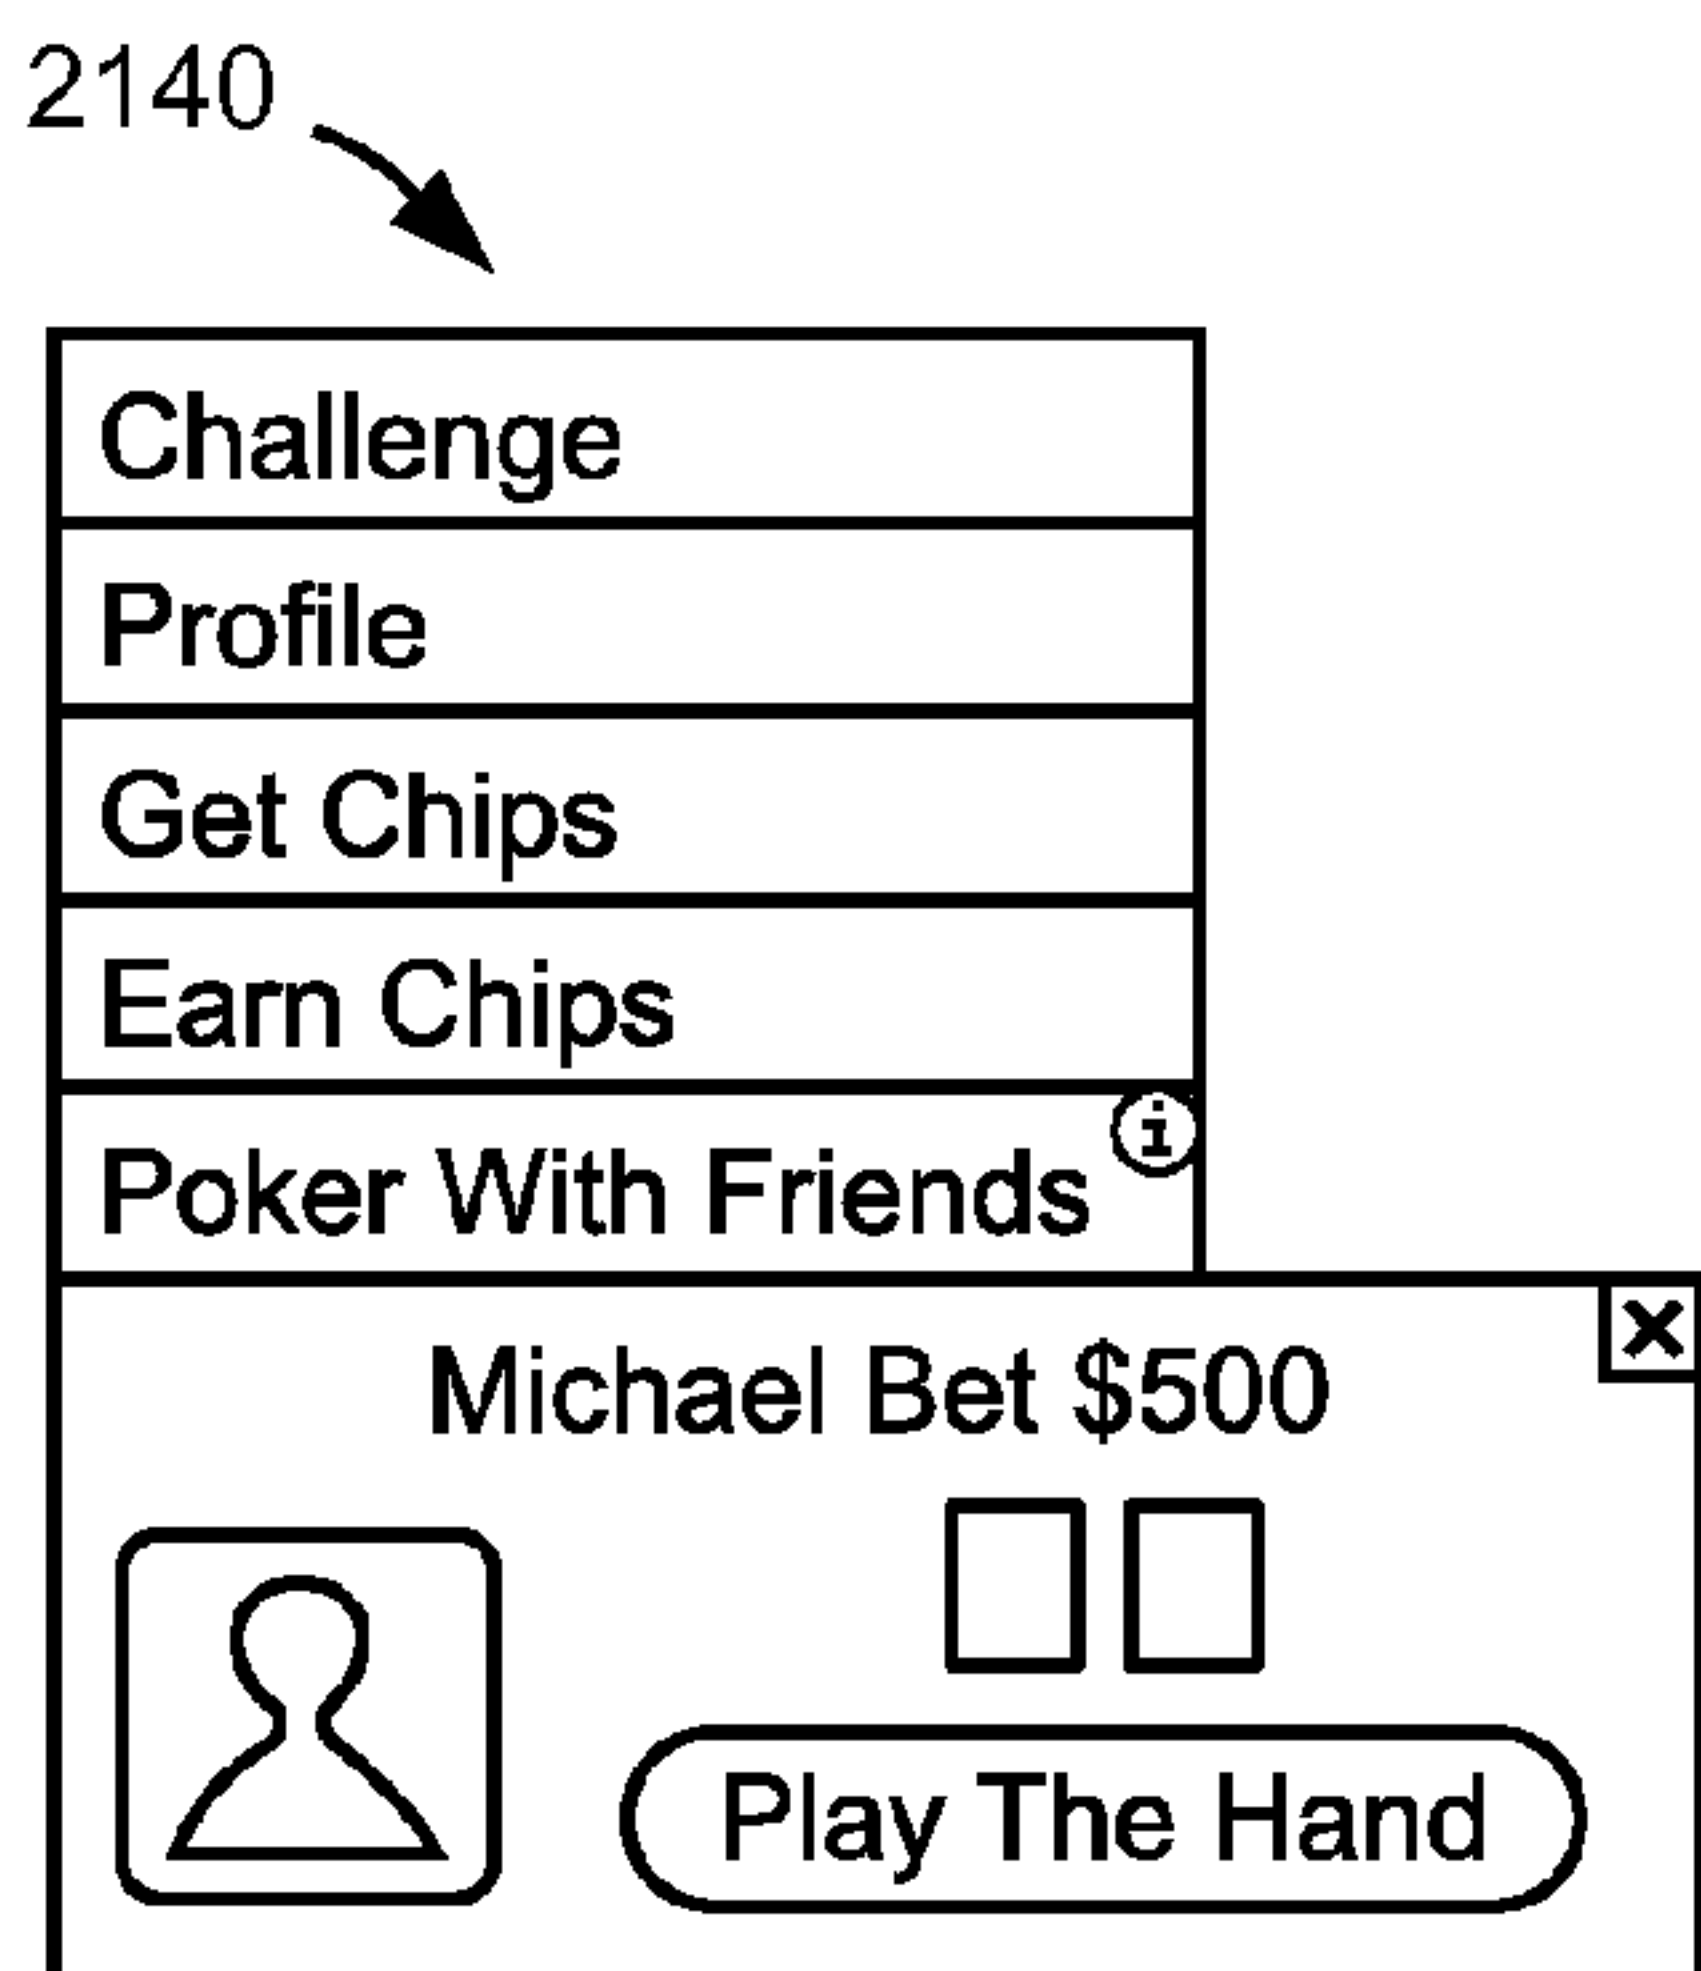 2140
Challenge
Profile
Get Chips
Earn Chips
i
Poker With Friends
x
Michael Bet $500
Play The Hand